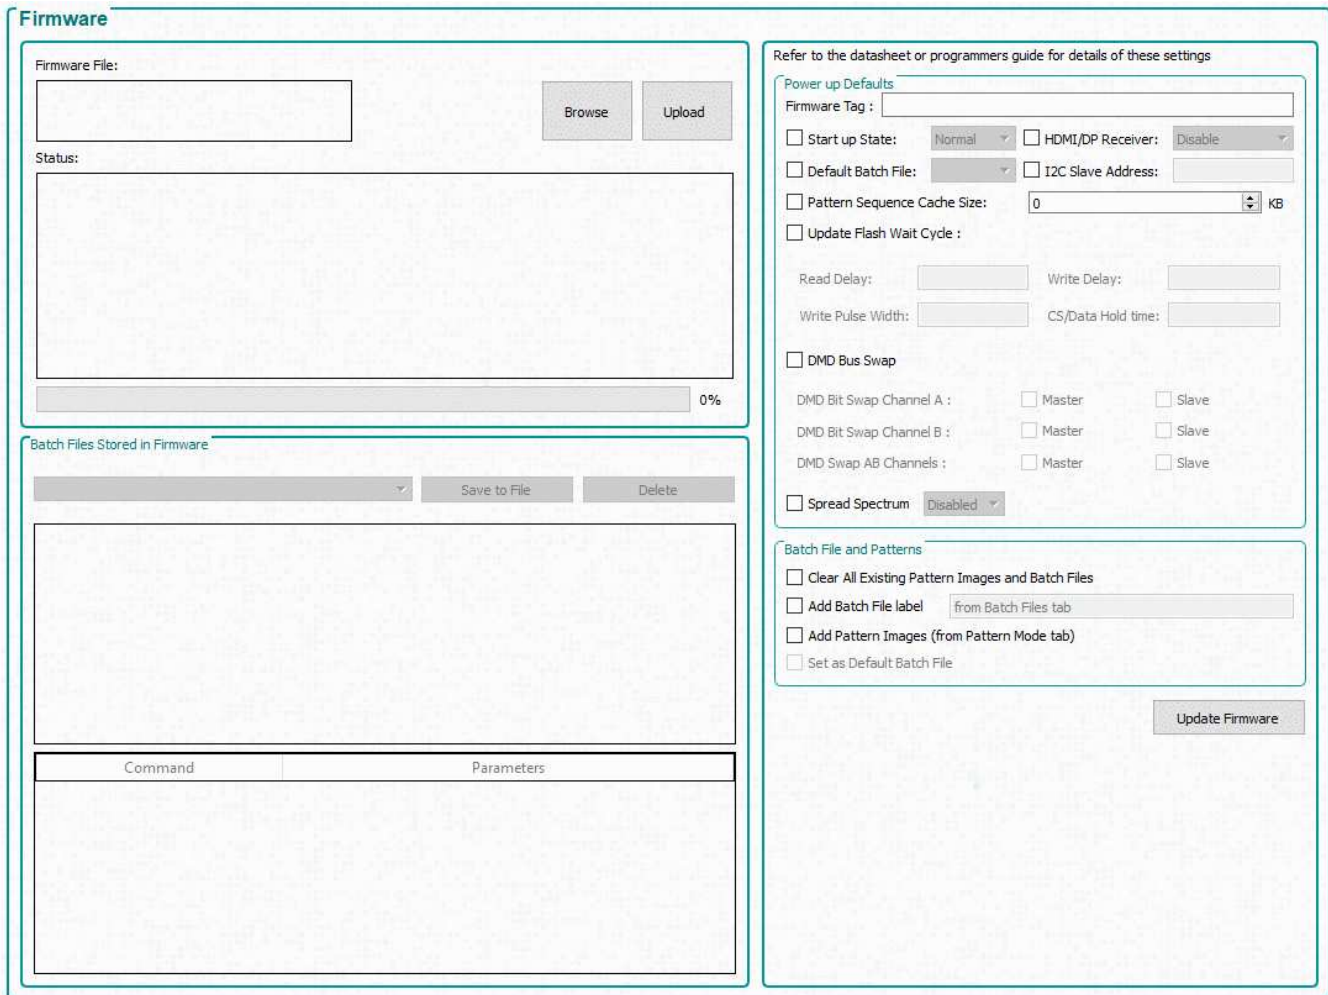 Firmware
Firmware File:
Browse
Upload
Status:
0%
Batch Files Stored in Firmware
Save to File
Delete
Command
Parameters
Refer to the datasheet or programmers guide for details of these settings
Power up Defaults
Firmware Tag :
Start up State: Normal HDMI/DP Receiver: Disable
Default Batch File: I2C Slave Address:
Pattern Sequence Cache Size: 0 KB
Update Flash Wait Cycle :
Read Delay: Write Delay:
Write Pulse Width: CS/Data Hold time:
DMD Bus Swap
DMD Bit Swap Channel A : Master Slave
DMD Bit Swap Channel B : Master Slave
DMD Swap AB Channels : Master Slave
Spread Spectrum Disabled
Batch File and Patterns
Clear All Existing Pattern Images and Batch Files
Add Batch File label from Batch Files tab
Add Pattern Images (from Pattern Mode tab)
Set as Default Batch File
Update Firmware